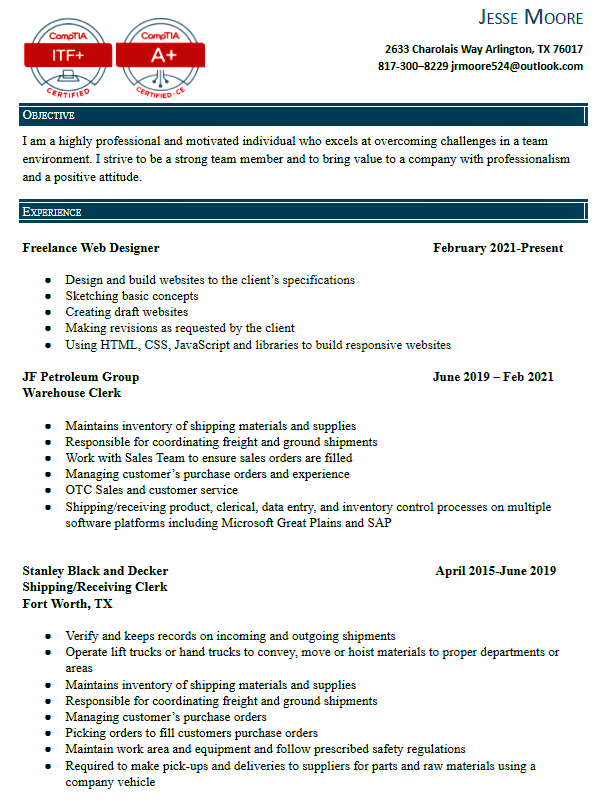 CompTIA
ITF+
CERTIFIED
CompTIA
A+
CERTIFIED CE
Jesse Moore
2633 Charolais Way Arlington, TX 76017
817-300–8229 jrmoore524@outlook.com
Objective
I am a highly professional and motivated individual who excels at overcoming challenges in a team
environment. I strive to be a strong team member and to bring value to a company with professionalism
and a positive attitude.
Experience
Freelance Web Designer February 2021-Present
● Design and build websites to the client’s specifications
● Sketching basic concepts
● Creating draft websites
● Making revisions as requested by the client
● Using HTML, CSS, JavaScript and libraries to build responsive websites
JF Petroleum Group June 2019 – Feb 2021
Warehouse Clerk
● Maintains inventory of shipping materials and supplies
● Responsible for coordinating freight and ground shipments
● Work with Sales Team to ensure sales orders are filled
● Managing customer’s purchase orders and experience
● OTC Sales and customer service
● Shipping/receiving product, clerical, data entry, and inventory control processes on multiple
software platforms including Microsoft Great Plains and SAP
Stanley Black and Decker April 2015-June 2019
Shipping/Receiving Clerk
Fort Worth, TX
● Verify and keeps records on incoming and outgoing shipments
● Operate lift trucks or hand trucks to convey, move or hoist materials to proper departments or
areas
● Maintains inventory of shipping materials and supplies
● Responsible for coordinating freight and ground shipments
● Managing customer’s purchase orders
● Picking orders to fill customers purchase orders
● Maintain work area and equipment and follow prescribed safety regulations
● Required to make pick-ups and deliveries to suppliers for parts and raw materials using a
company vehicle